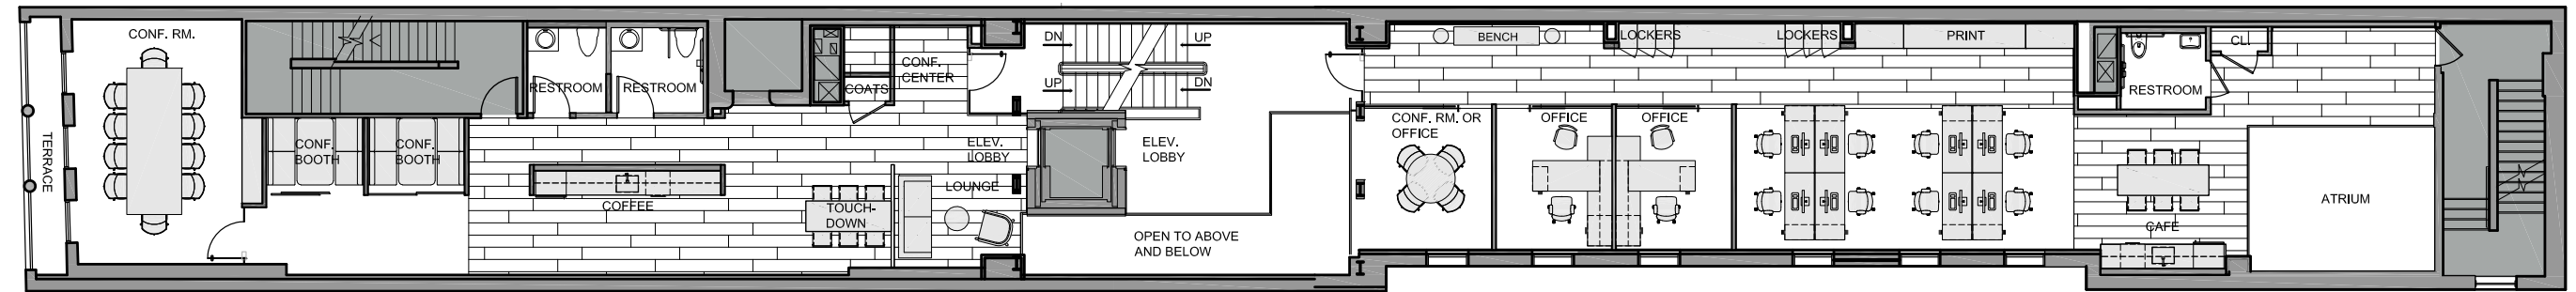 CONF. RM.
TERRACE
CONF.
BOOTH
CONF.
BOOTH
RESTROOM
RESTROOM
COFFEE
TOUCH-
DOWN
LOUNGE
COATS
CONF.
CENTER
ELEV.
LOBBY
DN
UP
UP
DN
ELEV.
LOBBY
OPEN TO ABOVE
AND BELOW
CONF. RM. OR
OFFICE
OFFICE
OFFICE
BENCH
LOCKERS
LOCKERS
PRINT
RESTROOM
CL.
CAFE
ATRIUM